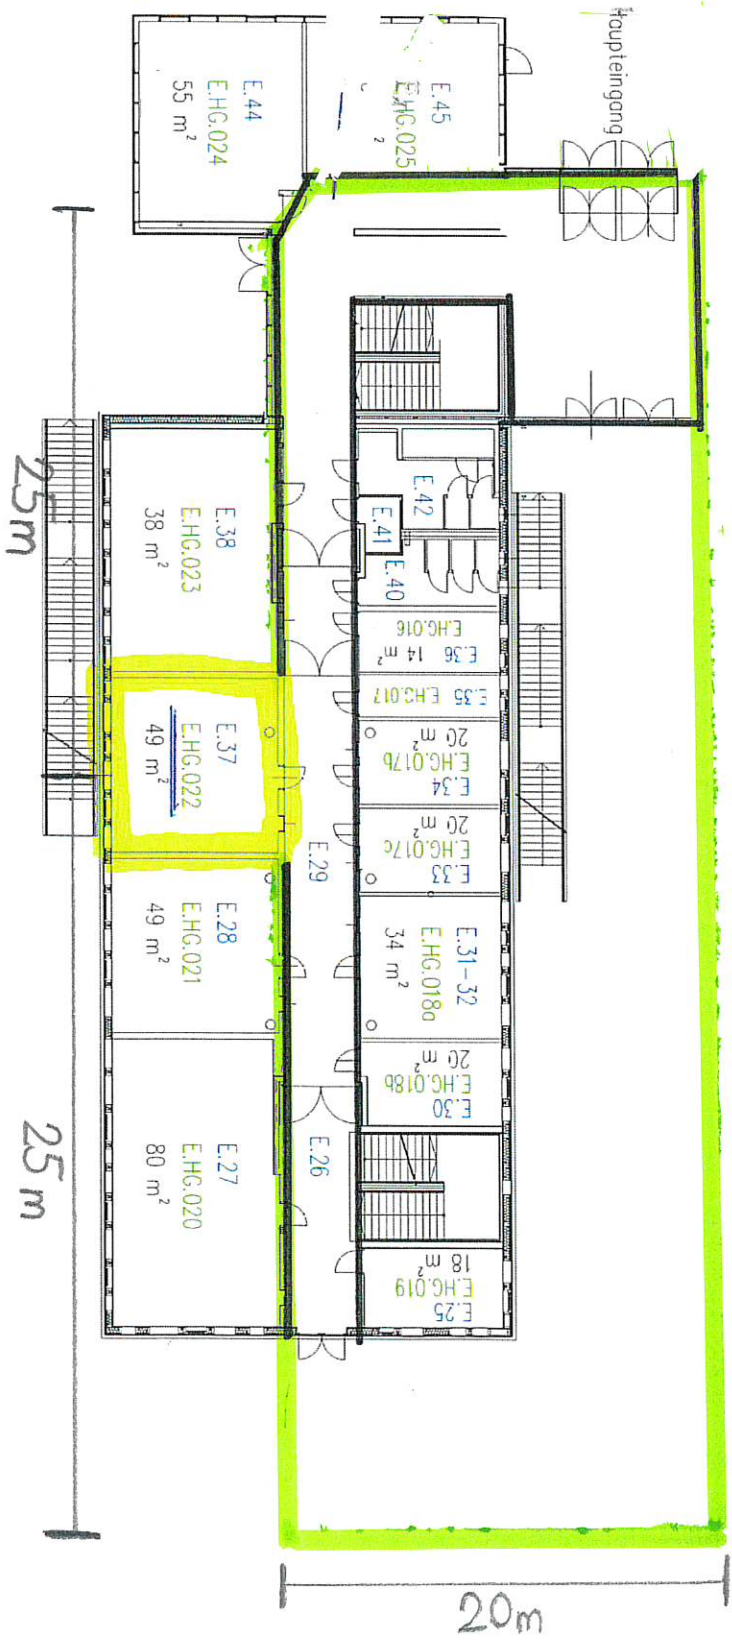 Haupteingang
E.45
E.HG.025
²
E.44
E.HG.024
55 m²
E.42
E.41
E.40
E.38
E.HG.023
38 m²
E.36 14 m²
E.HG.016
E.35 E.HG.017
E.37
E.HG.022
49 m²
E.34
E.HG.017b
20 m²
E.33
E.HG.017c
20 m²
E.29
E.28
E.HG.021
49 m²
E.31-32
E.HG.018a
34 m²
E.30
E.HG.018b
20 m²
E.26
E.27
E.HG.020
80 m²
E.25
E.HG.019
18 m²
25m
25 m
20m